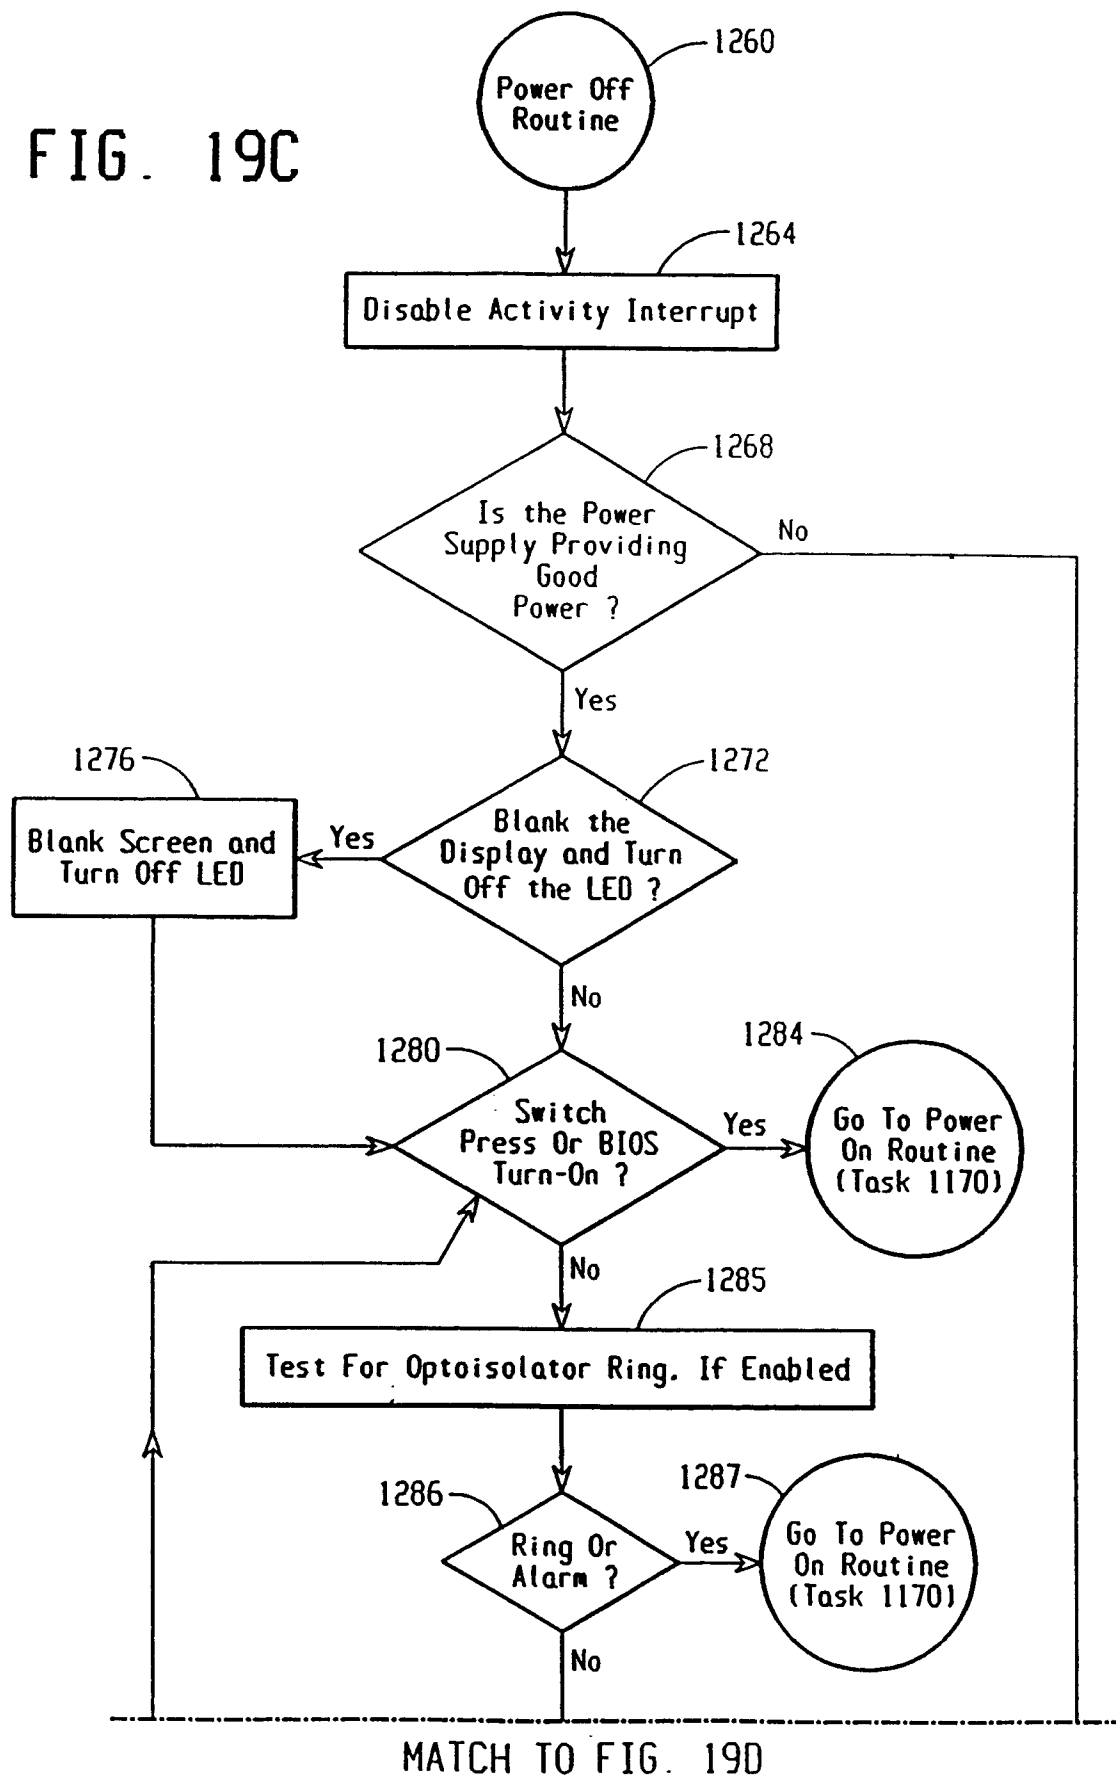 1260
Power Off
Routine
FIG. 19C
1264
Disable Activity Interrupt
1268
Is the Power
Supply Providing
Good
Power ?
No
Yes
1276
1272
Blank Screen and
Turn Off LED
Yes
Blank the
Display and Turn
Off the LED ?
No
1280
1284
Switch
Press Or BIOS
Turn-On ?
Yes
Go To Power
On Routine
(Task 1170)
No
1285
Test For Optoisolator Ring. If Enabled
1286
1287
Ring Or
Alarm ?
Yes
Go To Power
On Routine
(Task 1170)
No
MATCH TO FIG. 19D